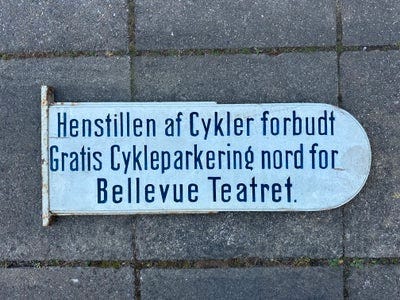 Henstillen af Cykler forbudt
Gratis Cykleparkering nord for
Bellevue Teatret.